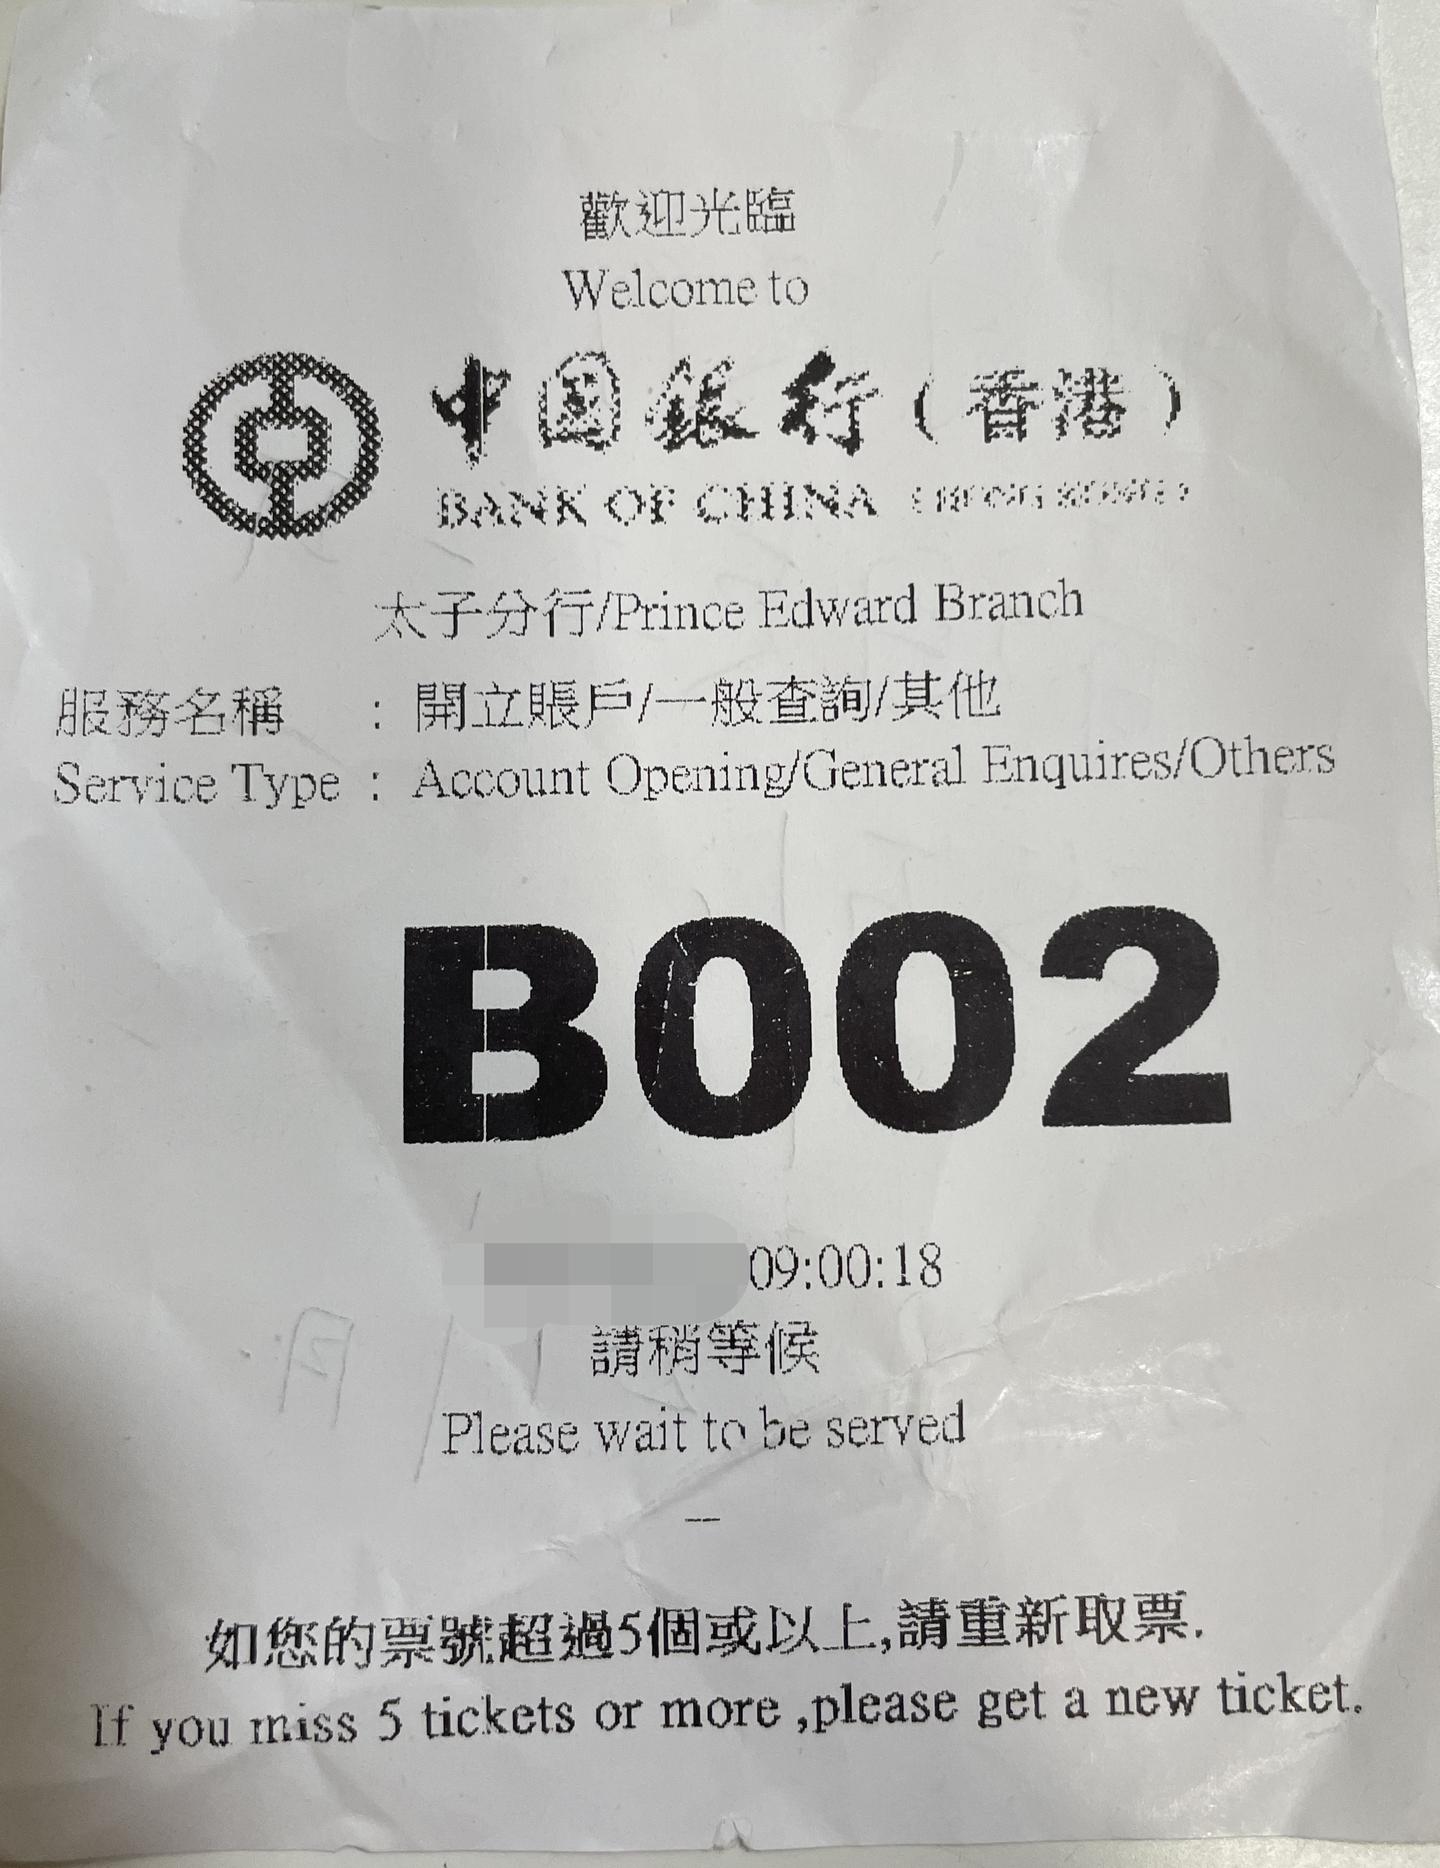 歡迎光臨
Welcome to
中国銀行(香港)
BANK OF CHINA (HONG KONG)
太子分行/Prince Edward Branch
服務名稱 : 開立賬戶/一般查詢/其他
Service Type : Account Opening/General Enquires/Others
B002
09:00:18
請稍等候
Please wait to be served
--
如您的票號超過5個或以上,請重新取票.
If you miss 5 tickets or more ,please get a new ticket.